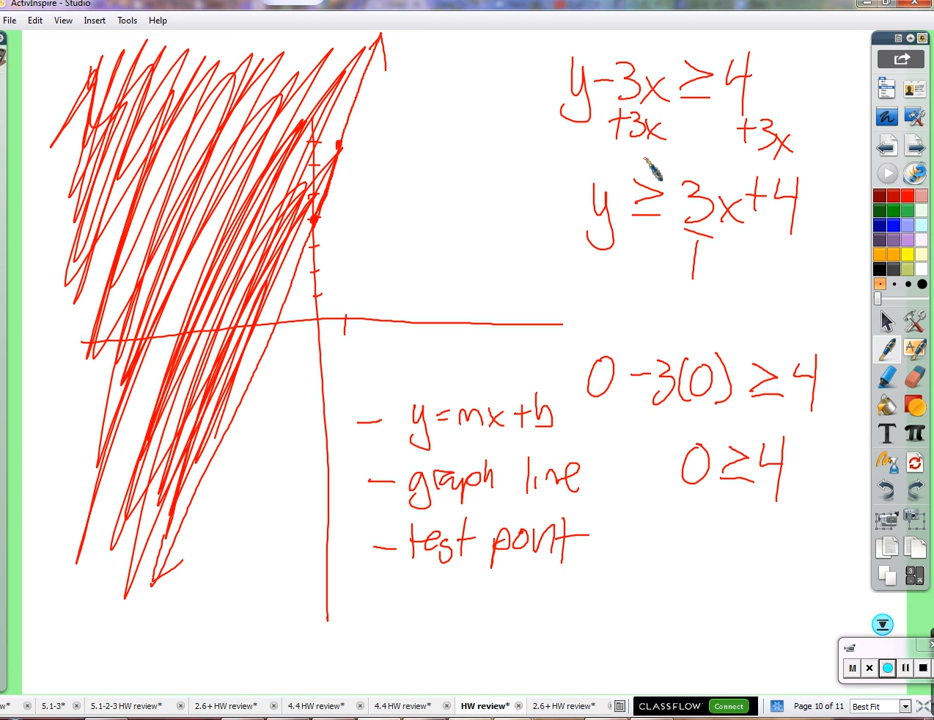 ActivInspire - Studio
File Edit View Insert Tools Help
y-3x≥4
+3x +3x
y ≥ 3x+4
1
0-3(0) ≥4
0≥4
- y=mx+b
- graph line
- test point
5.1-3* 5.1-2-3 HW review* 2.6+ HW review* 4.4 HW review* 4.4 HW review* HW review* 2.6+ HW review* CLASSFLOW Connect Page 10 of 11 Best Fit